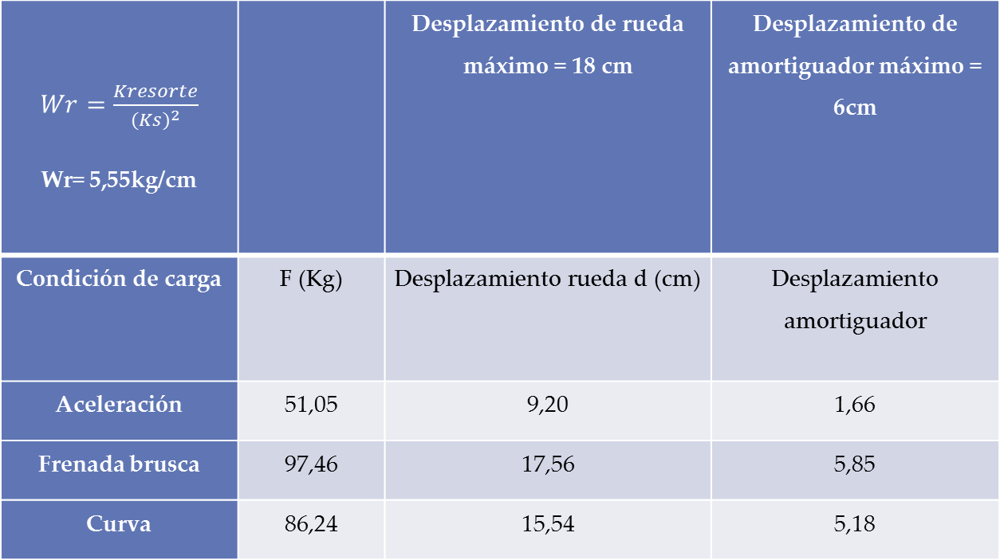 Wr = Kresorte/(Ks)²
Wr= 5,55kg/cm
Desplazamiento de rueda
máximo = 18 cm
Desplazamiento de
amortiguador máximo =
6cm
Condición de carga
F (Kg)
Desplazamiento rueda d (cm)
Desplazamiento
amortiguador
Aceleración
51,05
9,20
1,66
Frenada brusca
97,46
17,56
5,85
Curva
86,24
15,54
5,18